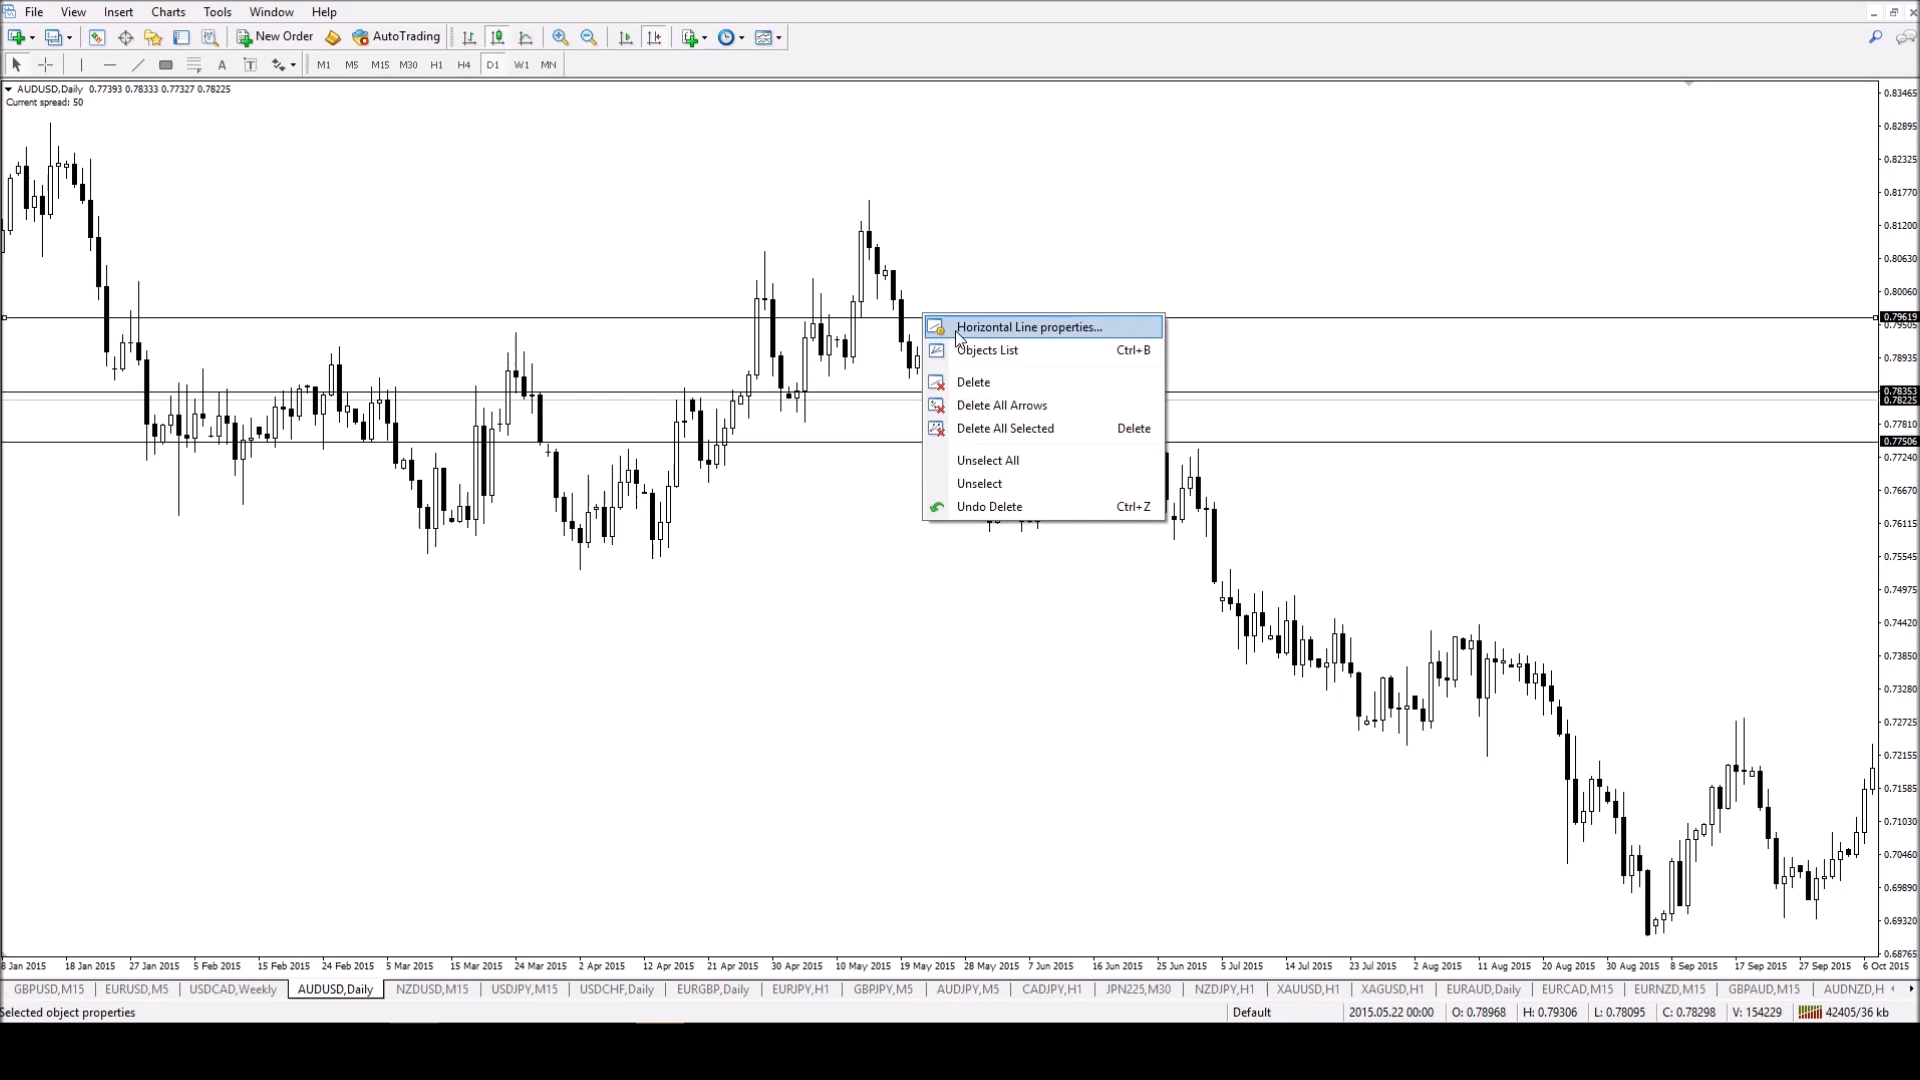 File View Insert Charts Tools Window Help
New Order AutoTrading
A T M1 M5 M15 M30 H1 H4 D1 W1 MN
AUDUSD,Daily 0.77393 0.78333 0.77327 0.78225
Current spread: 50
0.83465
0.82895
0.82325
0.81770
0.81200
0.80630
0.80060
0.79619
0.79505
0.78935
0.78353
0.78225
0.77810
0.77506
0.77240
0.76670
0.76115
0.75545
0.74975
0.74420
0.73850
0.73280
0.72725
0.72155
0.71585
0.71030
0.70460
0.69890
0.69320
0.68765
Horizontal Line properties...
Objects List Ctrl+B
Delete
Delete All Arrows
Delete All Selected Delete
Unselect All
Unselect
Undo Delete Ctrl+Z
8 Jan 2015 18 Jan 2015 27 Jan 2015 5 Feb 2015 15 Feb 2015 24 Feb 2015 5 Mar 2015 15 Mar 2015 24 Mar 2015 2 Apr 2015 12 Apr 2015 21 Apr 2015 30 Apr 2015 10 May 2015 19 May 2015 28 May 2015 7 Jun 2015 16 Jun 2015 25 Jun 2015 5 Jul 2015 14 Jul 2015 23 Jul 2015 2 Aug 2015 11 Aug 2015 20 Aug 2015 30 Aug 2015 8 Sep 2015 17 Sep 2015 27 Sep 2015 6 Oct 2015
GBPUSD,M15 EURUSD,M5 USDCAD,Weekly AUDUSD,Daily NZDUSD,M15 USDJPY,M15 USDCHF,Daily EURGBP,Daily EURJPY,H1 GBPJPY,M5 AUDJPY,M5 CADJPY,H1 JPN225,M30 NZDJPY,H1 XAUUSD,H1 XAGUSD,H1 EURAUD,Daily EURCAD,M15 EURNZD,M15 GBPAUD,M15 AUDNZD,H
Selected object properties Default 2015.05.22 00:00 O: 0.78968 H: 0.79306 L: 0.78095 C: 0.78298 V: 154229 42405/36 kb